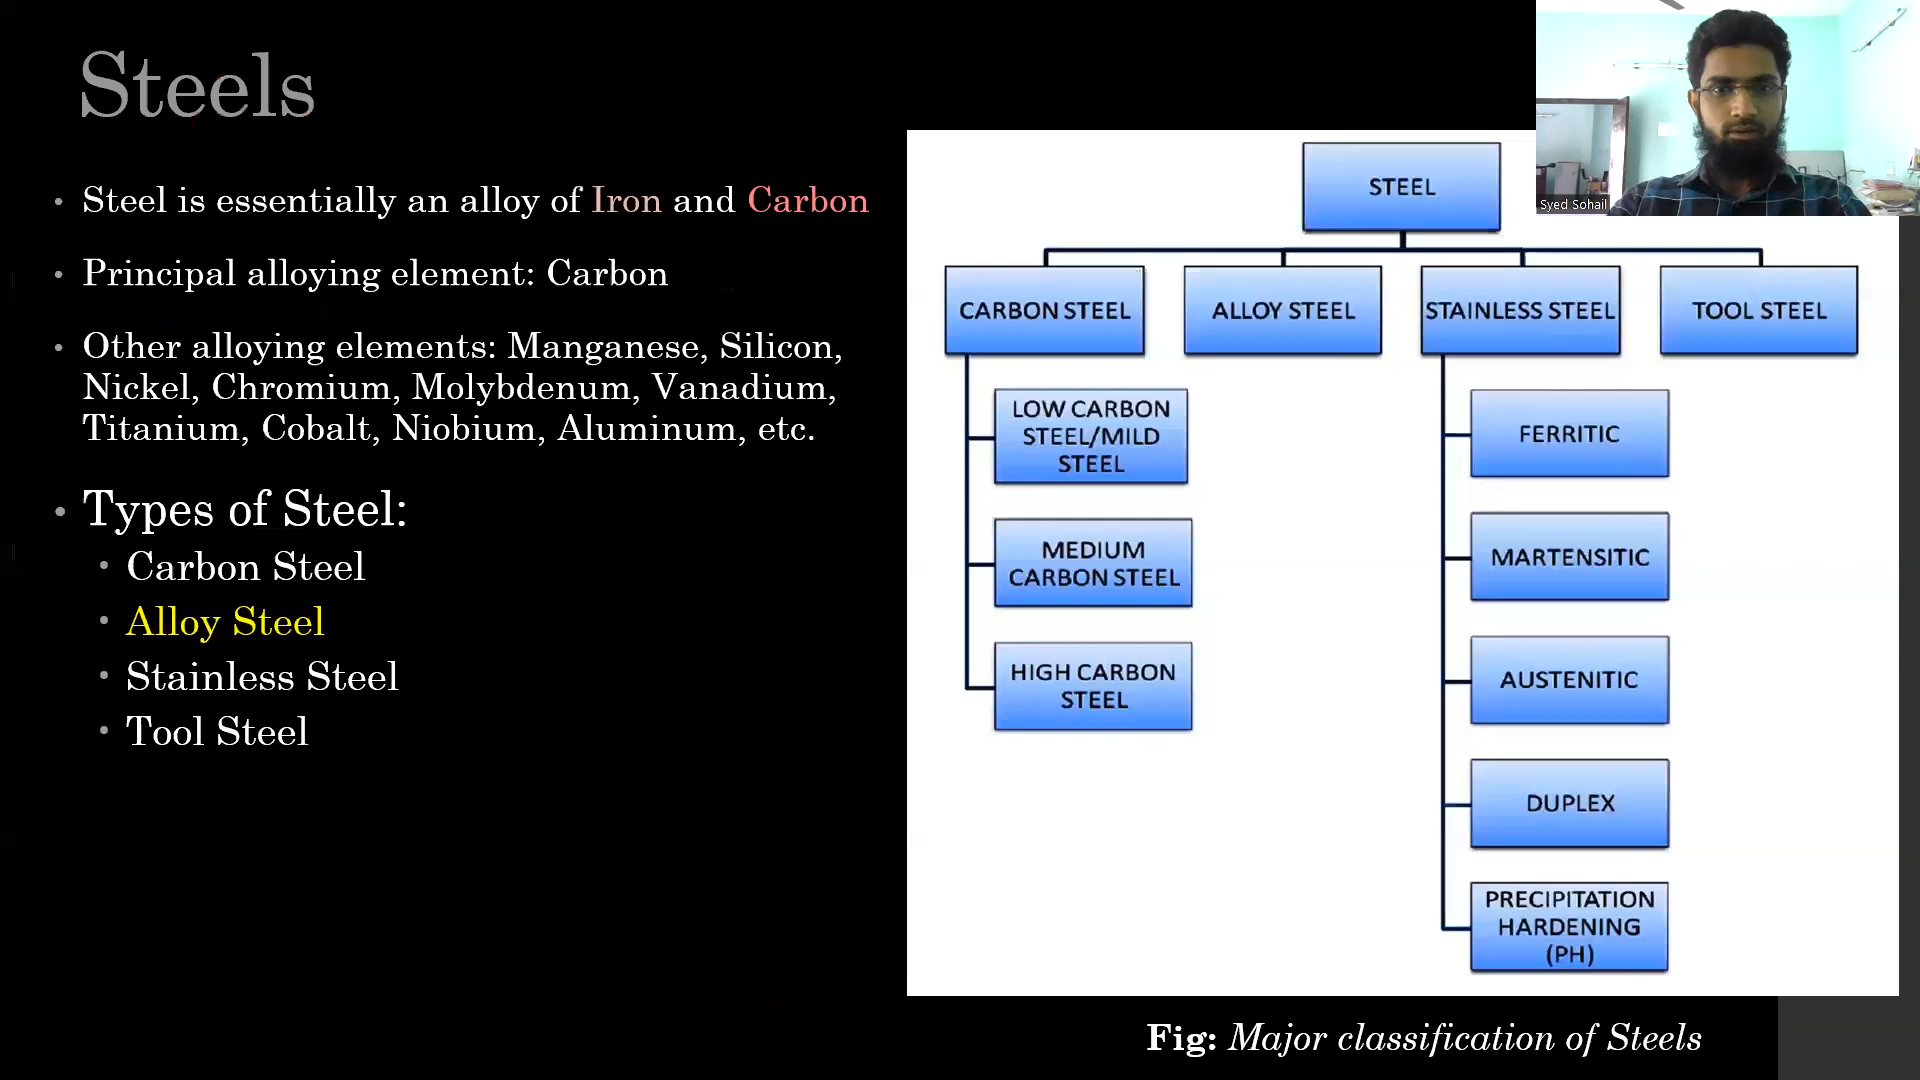 Steels
• Steel is essentially an alloy of Iron and Carbon
• Principal alloying element: Carbon
• Other alloying elements: Manganese, Silicon,
Nickel, Chromium, Molybdenum, Vanadium,
Titanium, Cobalt, Niobium, Aluminum, etc.
• Types of Steel:
• Carbon Steel
• Alloy Steel
• Stainless Steel
• Tool Steel
STEEL
CARBON STEEL
ALLOY STEEL
STAINLESS STEEL
TOOL STEEL
LOW CARBON
STEEL/MILD
STEEL
MEDIUM
CARBON STEEL
HIGH CARBON
STEEL
FERRITIC
MARTENSITIC
AUSTENITIC
DUPLEX
PRECIPITATION
HARDENING
(PH)
Fig: Major classification of Steels
Syed Sohail